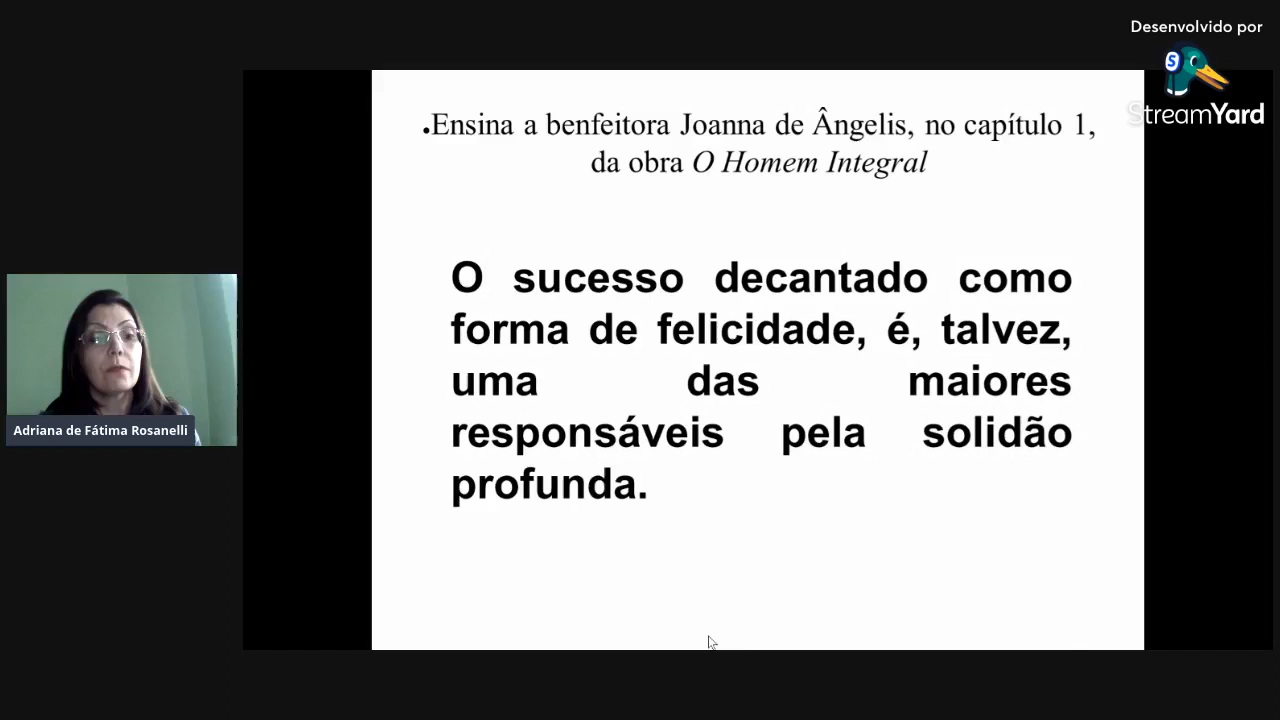 Desenvolvido por
StreamYard
•Ensina a benfeitora Joanna de Ângelis, no capítulo 1,
da obra O Homem Integral
O sucesso decantado como
forma de felicidade, é, talvez,
uma das maiores
responsáveis pela solidão
profunda.
Adriana de Fátima Rosanelli